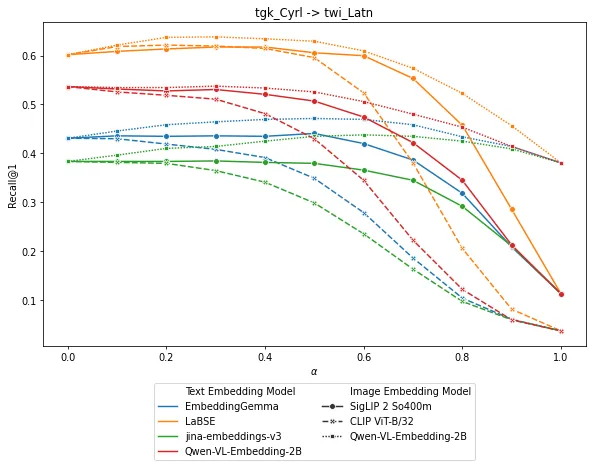 tgk_Cyrl -> twi_Latn
Recall@1
0.6
0.5
0.4
0.3
0.2
0.1
0.0 0.2 0.4 0.6 0.8 1.0
α
Text Embedding Model
EmbeddingGemma
LaBSE
jina-embeddings-v3
Qwen-VL-Embedding-2B
Image Embedding Model
SigLIP 2 So400m
CLIP ViT-B/32
Qwen-VL-Embedding-2B